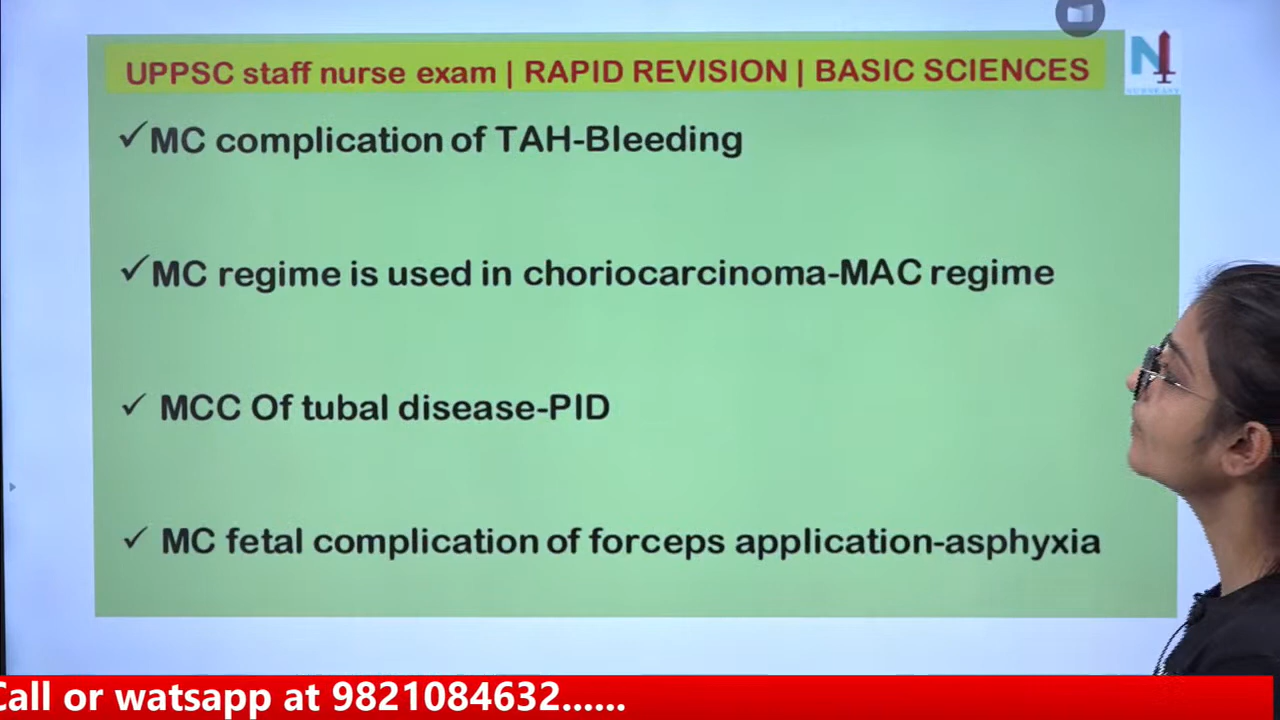 UPPSC staff nurse exam | RAPID REVISION | BASIC SCIENCES
N
✓MC complication of TAH-Bleeding
✓MC regime is used in choriocarcinoma-MAC regime
✓ MCC Of tubal disease-PID
✓ MC fetal complication of forceps application-asphyxia
Call or watsapp at 9821084632......